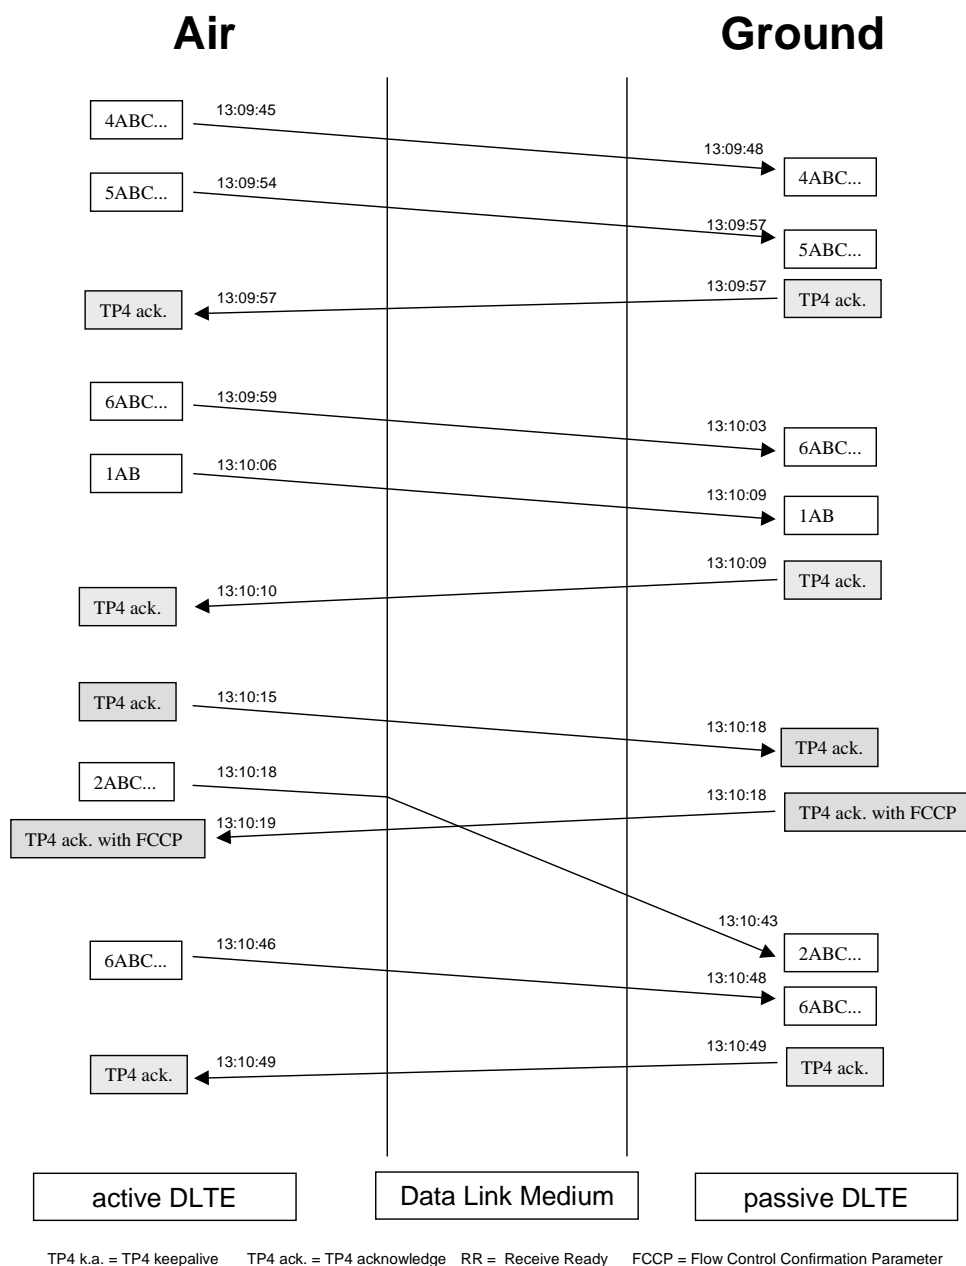 Air Ground
4ABC... 13:09:45
13:09:48 4ABC...
5ABC... 13:09:54
13:09:57 5ABC...
TP4 ack. 13:09:57 13:09:57 TP4 ack.
6ABC... 13:09:59
13:10:03 6ABC...
1AB 13:10:06
13:10:09 1AB
13:10:09 TP4 ack.
TP4 ack. 13:10:10
TP4 ack. 13:10:15
13:10:18 TP4 ack.
2ABC... 13:10:18
13:10:18 TP4 ack. with FCCP
TP4 ack. with FCCP 13:10:19
13:10:43 2ABC...
6ABC... 13:10:46
13:10:48 6ABC...
13:10:49 TP4 ack.
TP4 ack. 13:10:49
active DLTE Data Link Medium passive DLTE
TP4 k.a. = TP4 keepalive TP4 ack. = TP4 acknowledge RR = Receive Ready FCCP = Flow Control Confirmation Parameter